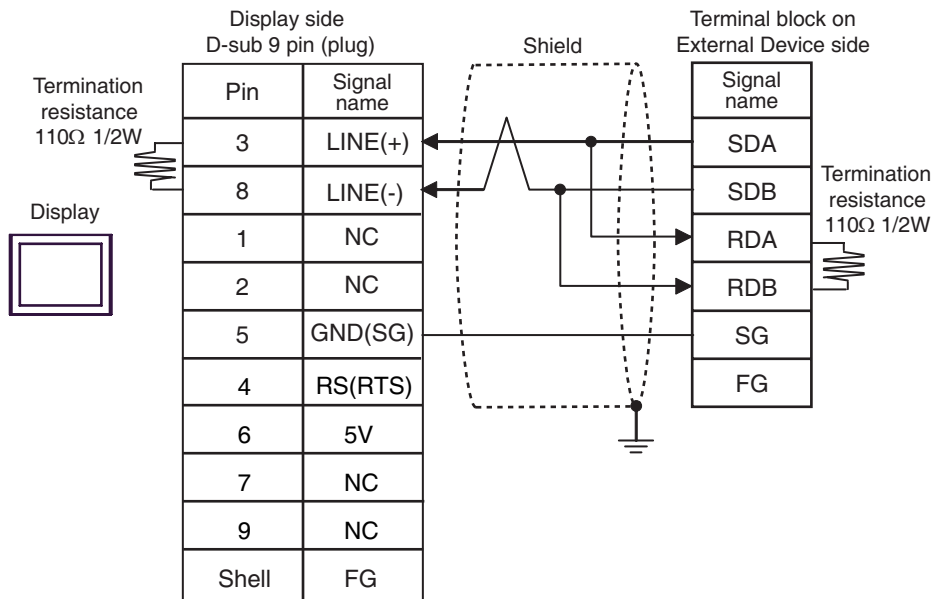 Display side
D-sub 9 pin (plug)
Shield
Terminal block on
External Device side
Termination
resistance
110Ω 1/2W
Display
Pin
Signal
name
3
LINE(+)
8
LINE(-)
1
NC
2
NC
5
GND(SG)
4
RS(RTS)
6
5V
7
NC
9
NC
Shell
FG
Signal
name
SDA
SDB
RDA
RDB
SG
FG
Termination
resistance
110Ω 1/2W